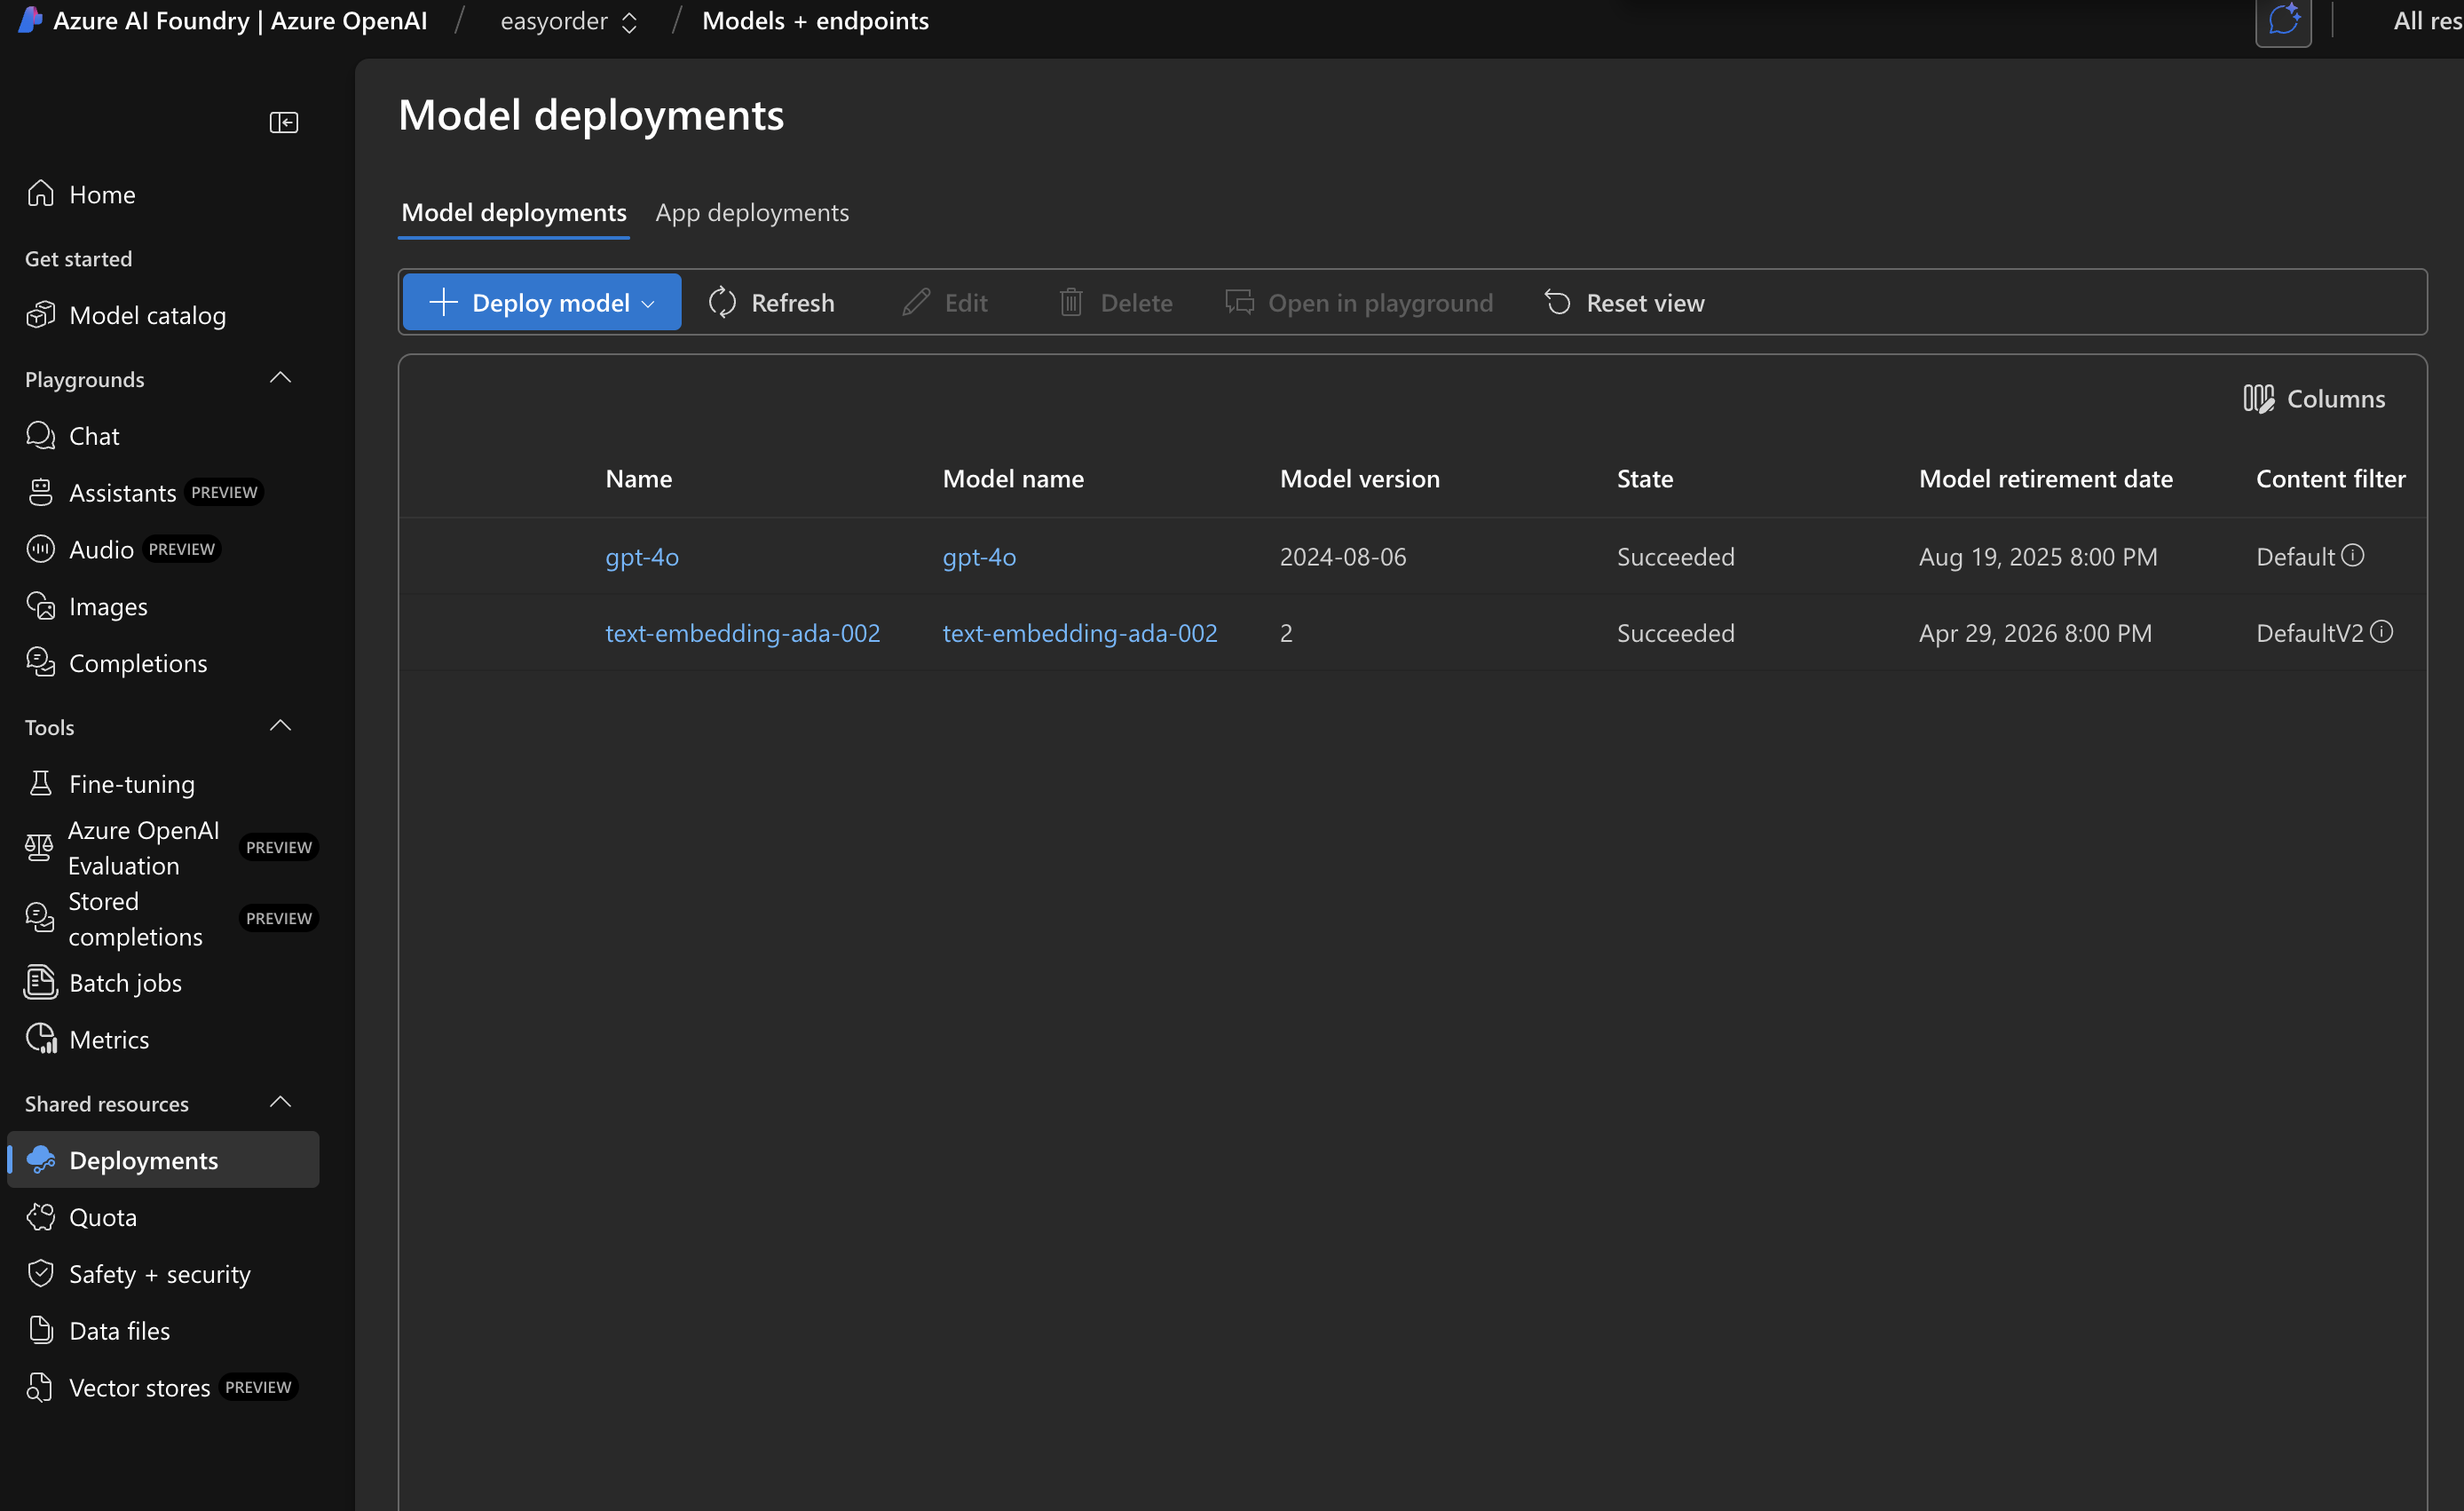 Azure AI Foundry | Azure OpenAI / easyorder / Models + endpoints
All res
Home
Get started
Model catalog
Playgrounds
Chat
Assistants PREVIEW
Audio PREVIEW
Images
Completions
Tools
Fine-tuning
Azure OpenAI
Evaluation
PREVIEW
Stored
completions
PREVIEW
Batch jobs
Metrics
Shared resources
Deployments
Quota
Safety + security
Data files
Vector stores PREVIEW
Model deployments
Model deployments App deployments
Deploy model Refresh Edit Delete Open in playground Reset view
Columns
Name Model name Model version State Model retirement date Content filter
gpt-4o gpt-4o 2024-08-06 Succeeded Aug 19, 2025 8:00 PM Default
text-embedding-ada-002 text-embedding-ada-002 2 Succeeded Apr 29, 2026 8:00 PM DefaultV2